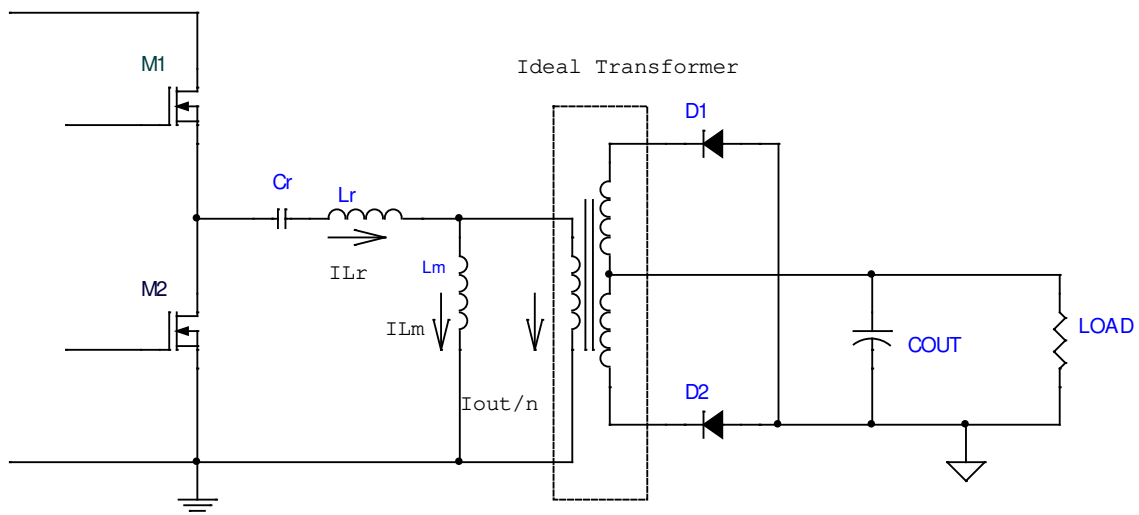 M1
Ideal Transformer
D1
Cr
Lr
ILr
Lm
M2
ILm
Iout/n
D2
COUT
LOAD